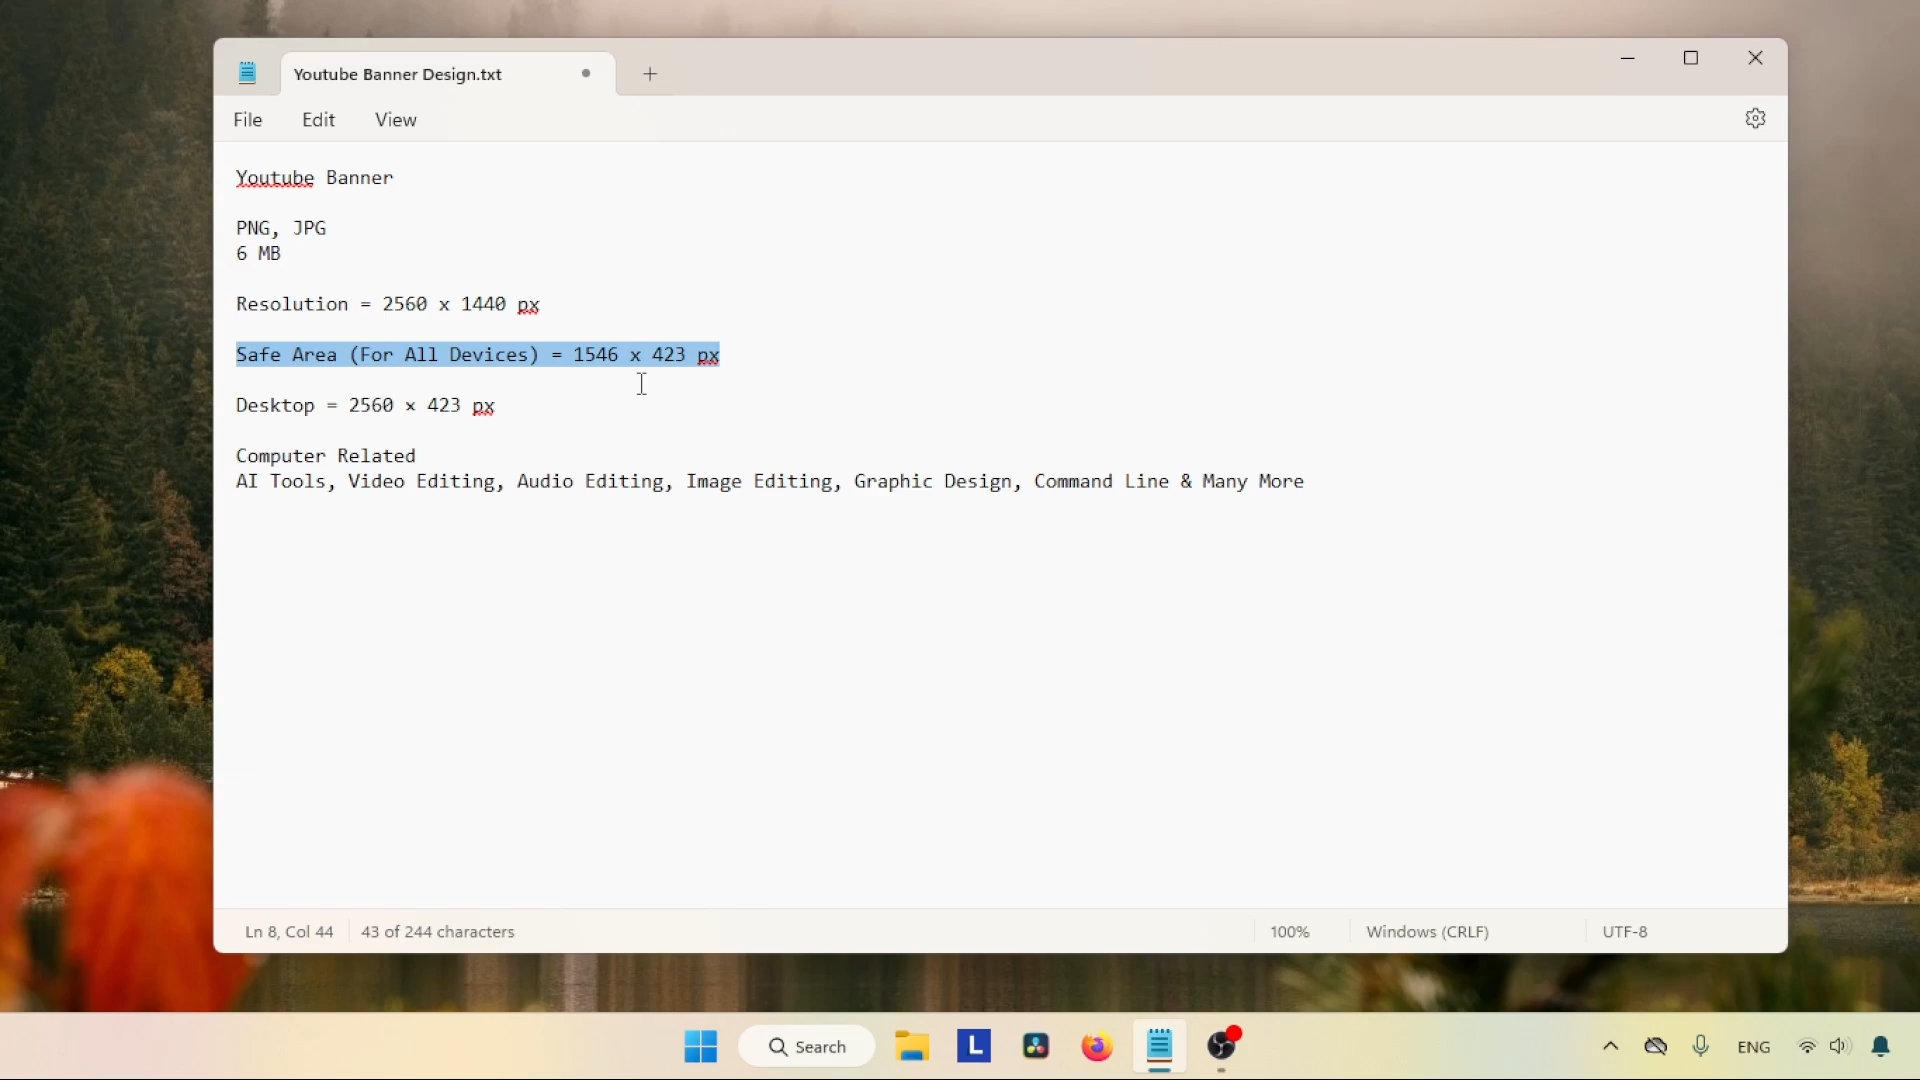 Youtube Banner Design.txt
File Edit View
Youtube Banner
PNG, JPG
6 MB
Resolution = 2560 x 1440 px
Safe Area (For All Devices) = 1546 x 423 px
Desktop = 2560 × 423 px
Computer Related
AI Tools, Video Editing, Audio Editing, Image Editing, Graphic Design, Command Line & Many More
Ln 8, Col 44 43 of 244 characters 100% Windows (CRLF) UTF-8
Search L ENG